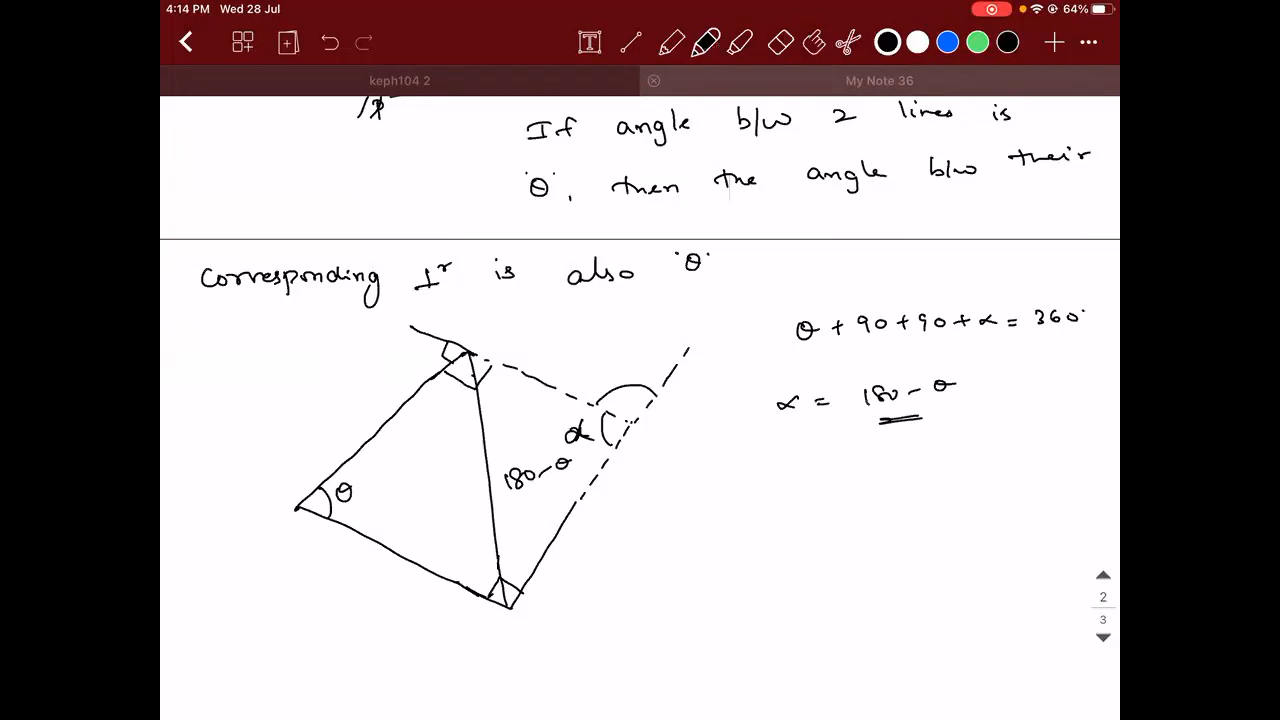 4:14 PM Wed 28 Jul
64%
keph104 2
My Note 36
If angle b/w 2 lines is
'θ', then the angle b/w their
Corresponding ⊥r is also 'θ'
θ + 90 + 90 + α = 360°
α = 180 - θ
α
180 - θ
θ
2
3